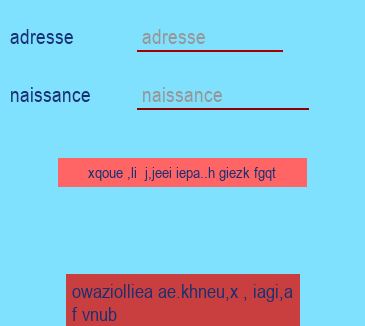 adresse adresse
naissance naissance
xqoue ,li  j,jeei iepa..h giezk fgqt
owaziolliea ae.khneu,x , iagi,a
f vnub